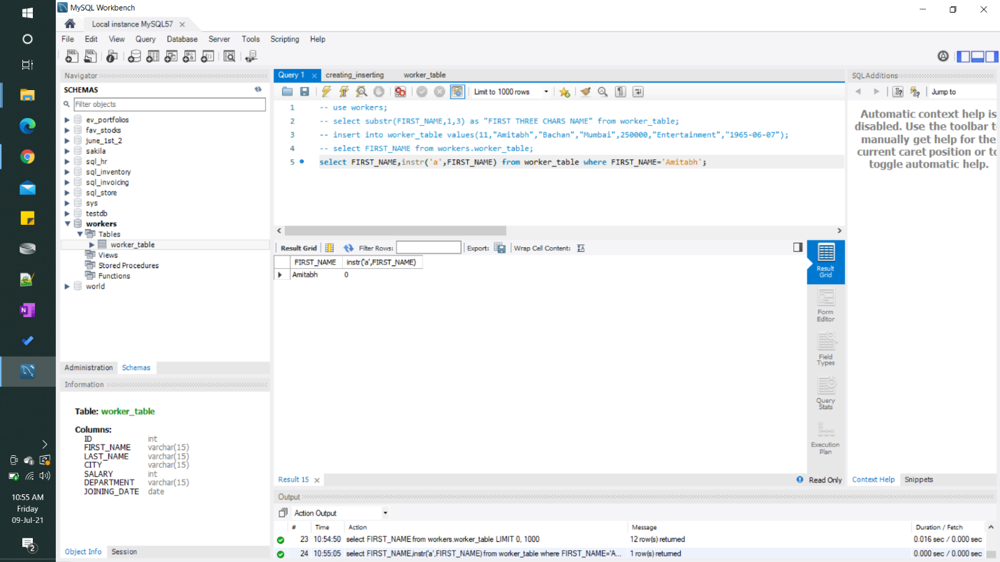 MySQL Workbench
Local instance MySQL57
File Edit View Query Database Server Tools Scripting Help
Navigator
SCHEMAS
Filter objects
ev_portfolios
fav_stocks
june_1st_2
sakila
sql_hr
sql_inventory
sql_invoicing
sql_store
sys
testdb
workers
Tables
worker_table
Views
Stored Procedures
Functions
world
Administration Schemas
Information
Table: worker_table
Columns:
ID int
FIRST_NAME varchar(15)
LAST_NAME varchar(15)
CITY varchar(15)
SALARY int
DEPARTMENT varchar(15)
JOINING_DATE date
Object Info Session
Query 1 creating_inserting worker_table
Limit to 1000 rows
1 -- use workers;
2 -- select substr(FIRST_NAME,1,3) as "FIRST THREE CHARS NAME" from worker_table;
3 -- insert into worker_table values(11,"Amitabh","Bachan","Mumbai",250000,"Entertainment","1965-06-07");
4 -- select FIRST_NAME from workers.worker_table;
5 select FIRST_NAME,instr('a',FIRST_NAME) from worker_table where FIRST_NAME='Amitabh';
Result Grid Filter Rows: Export: Wrap Cell Content:
FIRST_NAME instr('a',FIRST_NAME)
Amitabh 0
Result
Grid
Form
Editor
Field
Types
Query
Stats
Execution
Plan
Result 15 Read Only
Output
Action Output
# Time Action Message Duration / Fetch
23 10:54:50 select FIRST_NAME from workers.worker_table LIMIT 0, 1000 12 row(s) returned 0.016 sec / 0.000 sec
24 10:55:05 select FIRST_NAME,instr('a',FIRST_NAME) from worker_table where FIRST_NAME='A... 1 row(s) returned 0.000 sec / 0.000 sec
SQLAdditions
Jump to
Automatic context help is
disabled. Use the toolbar t
manually get help for the
current caret position or to
toggle automatic help.
Context Help Snippets
10:55 AM
Friday
09-Jul-21
2